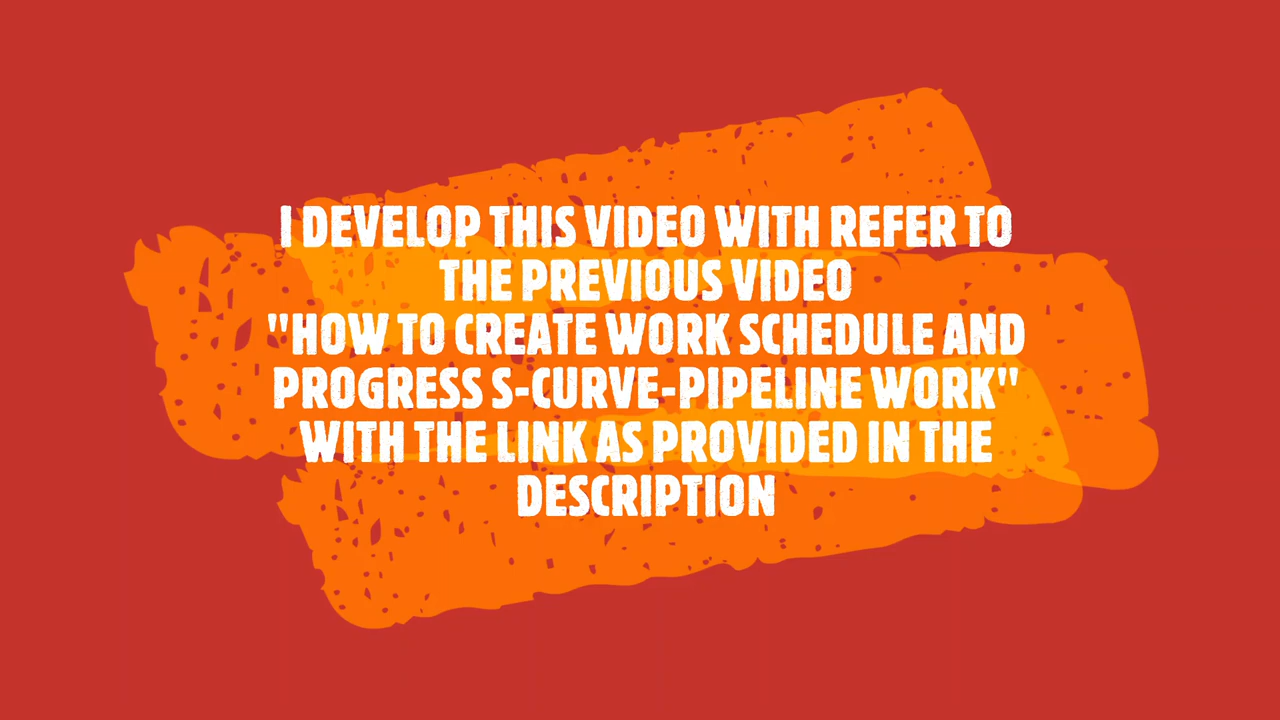 I DEVELOP THIS VIDEO WITH REFER TO
THE PREVIOUS VIDEO
"HOW TO CREATE WORK SCHEDULE AND
PROGRESS S-CURVE-PIPELINE WORK"
WITH THE LINK AS PROVIDED IN THE
DESCRIPTION